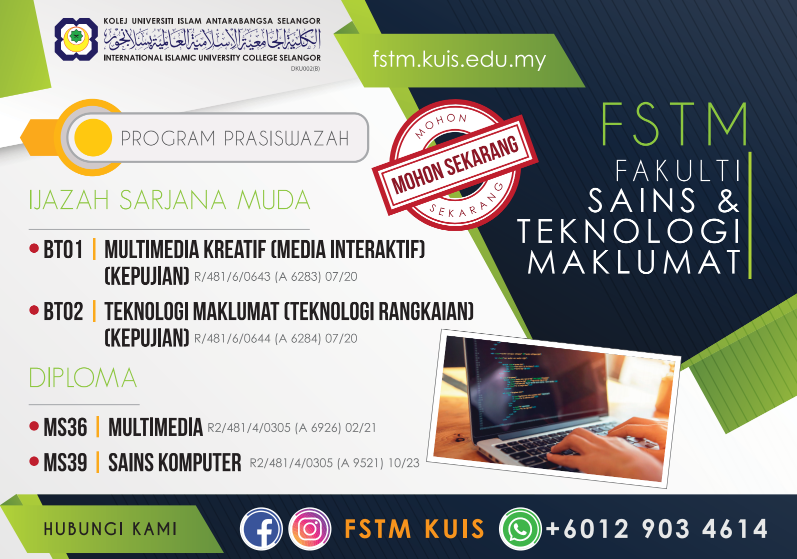 KOLEJ UNIVERSITI ISLAM ANTARABANGSA SELANGOR
الكلية الجامعية الإسلامية العالمية بسلانجور
INTERNATIONAL ISLAMIC UNIVERSITY COLLEGE SELANGOR
DKU002(B)
fstm.kuis.edu.my
PROGRAM PRASISWAZAH
MOHON
MOHON SEKARANG
SEKARANG
FSTM
FAKULTI
SAINS &
TEKNOLOGI
MAKLUMAT
IJAZAH SARJANA MUDA
BT01 | MULTIMEDIA KREATIF (MEDIA INTERAKTIF)
(KEPUJIAN) R/481/6/0643 (A 6283) 07/20
BT02 | TEKNOLOGI MAKLUMAT (TEKNOLOGI RANGKAIAN)
(KEPUJIAN) R/481/6/0644 (A 6284) 07/20
DIPLOMA
MS36 | MULTIMEDIA R2/481/4/0305 (A 6926) 02/21
MS39 | SAINS KOMPUTER R2/481/4/0305 (A 9521) 10/23
HUBUNGI KAMI
FSTM KUIS
+6012 903 4614